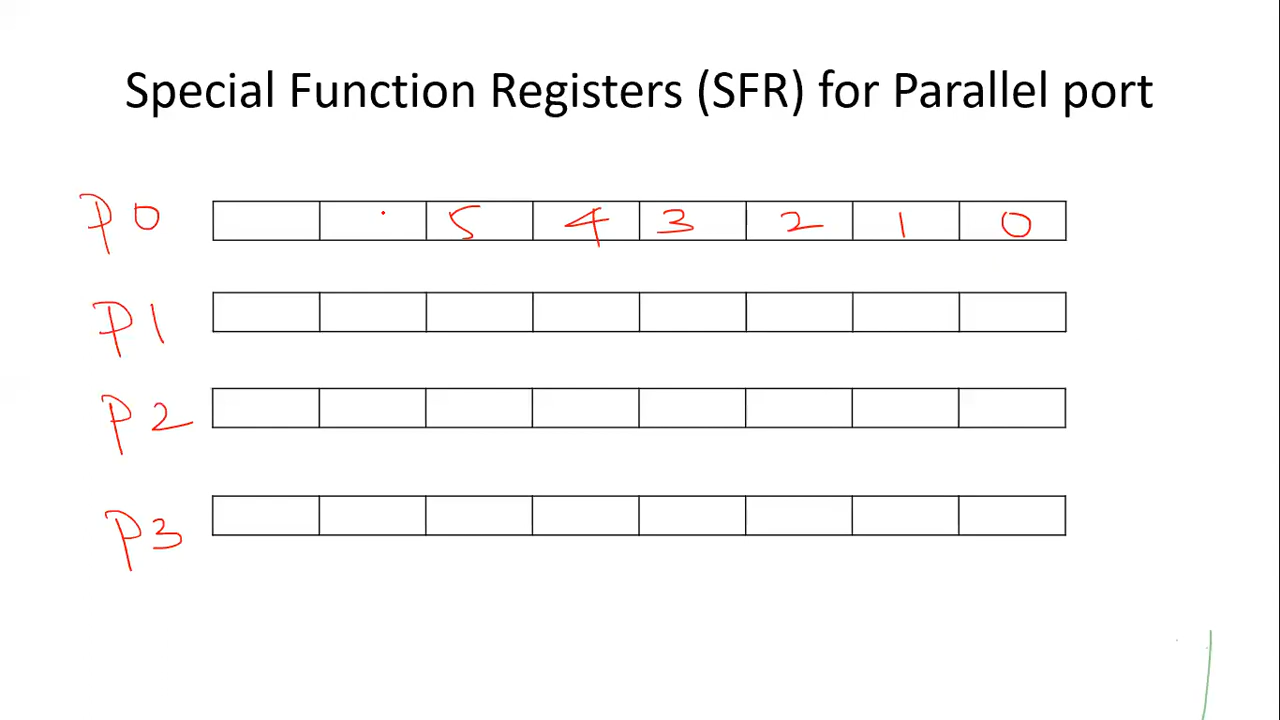 Special Function Registers (SFR) for Parallel port
P0 5 4 3 2 1 0
P1
P2
P3